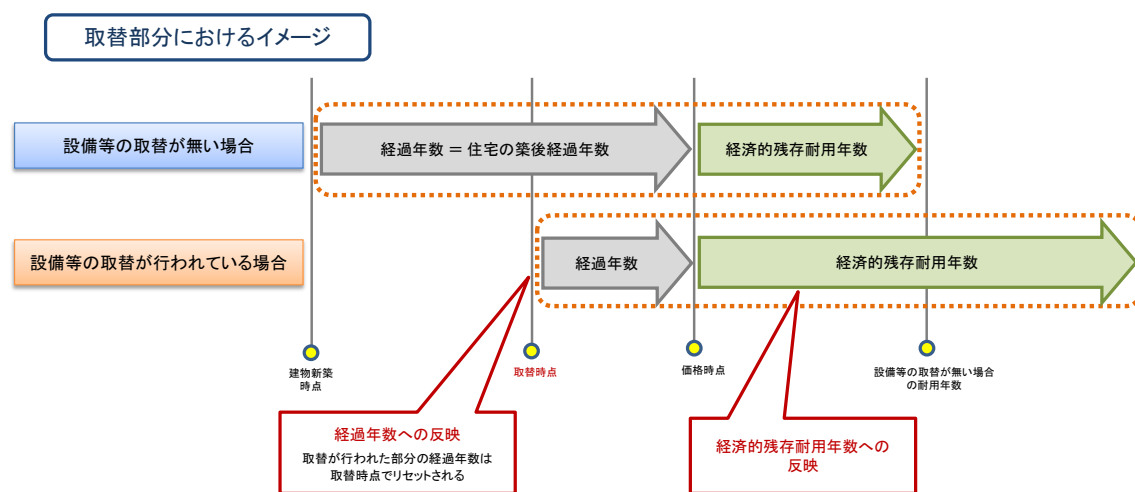 取替部分におけるイメージ
設備等の取替が無い場合
経過年数 ＝ 住宅の築後経過年数
経済的残存耐用年数
設備等の取替が行われている場合
経過年数
経済的残存耐用年数
建物新築
時点
取替時点
価格時点
設備等の取替が無い場合
の耐用年数
経過年数への反映
取替が行われた部分の経過年数は
取替時点でリセットされる
経済的残存耐用年数への
反映